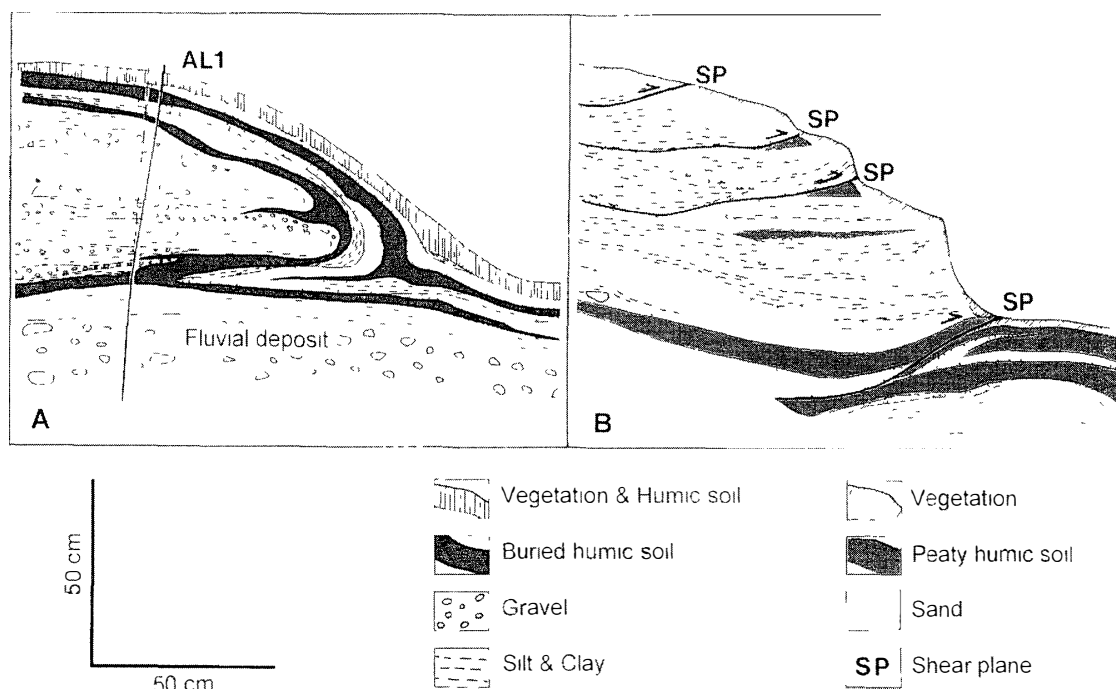 AL1
Fluvial deposit
A
SP
SP
SP
SP
B
50 cm
50 cm
Vegetation & Humic soil
Buried humic soil
Gravel
Silt & Clay
Vegetation
Peaty humic soil
Sand
SP Shear plane